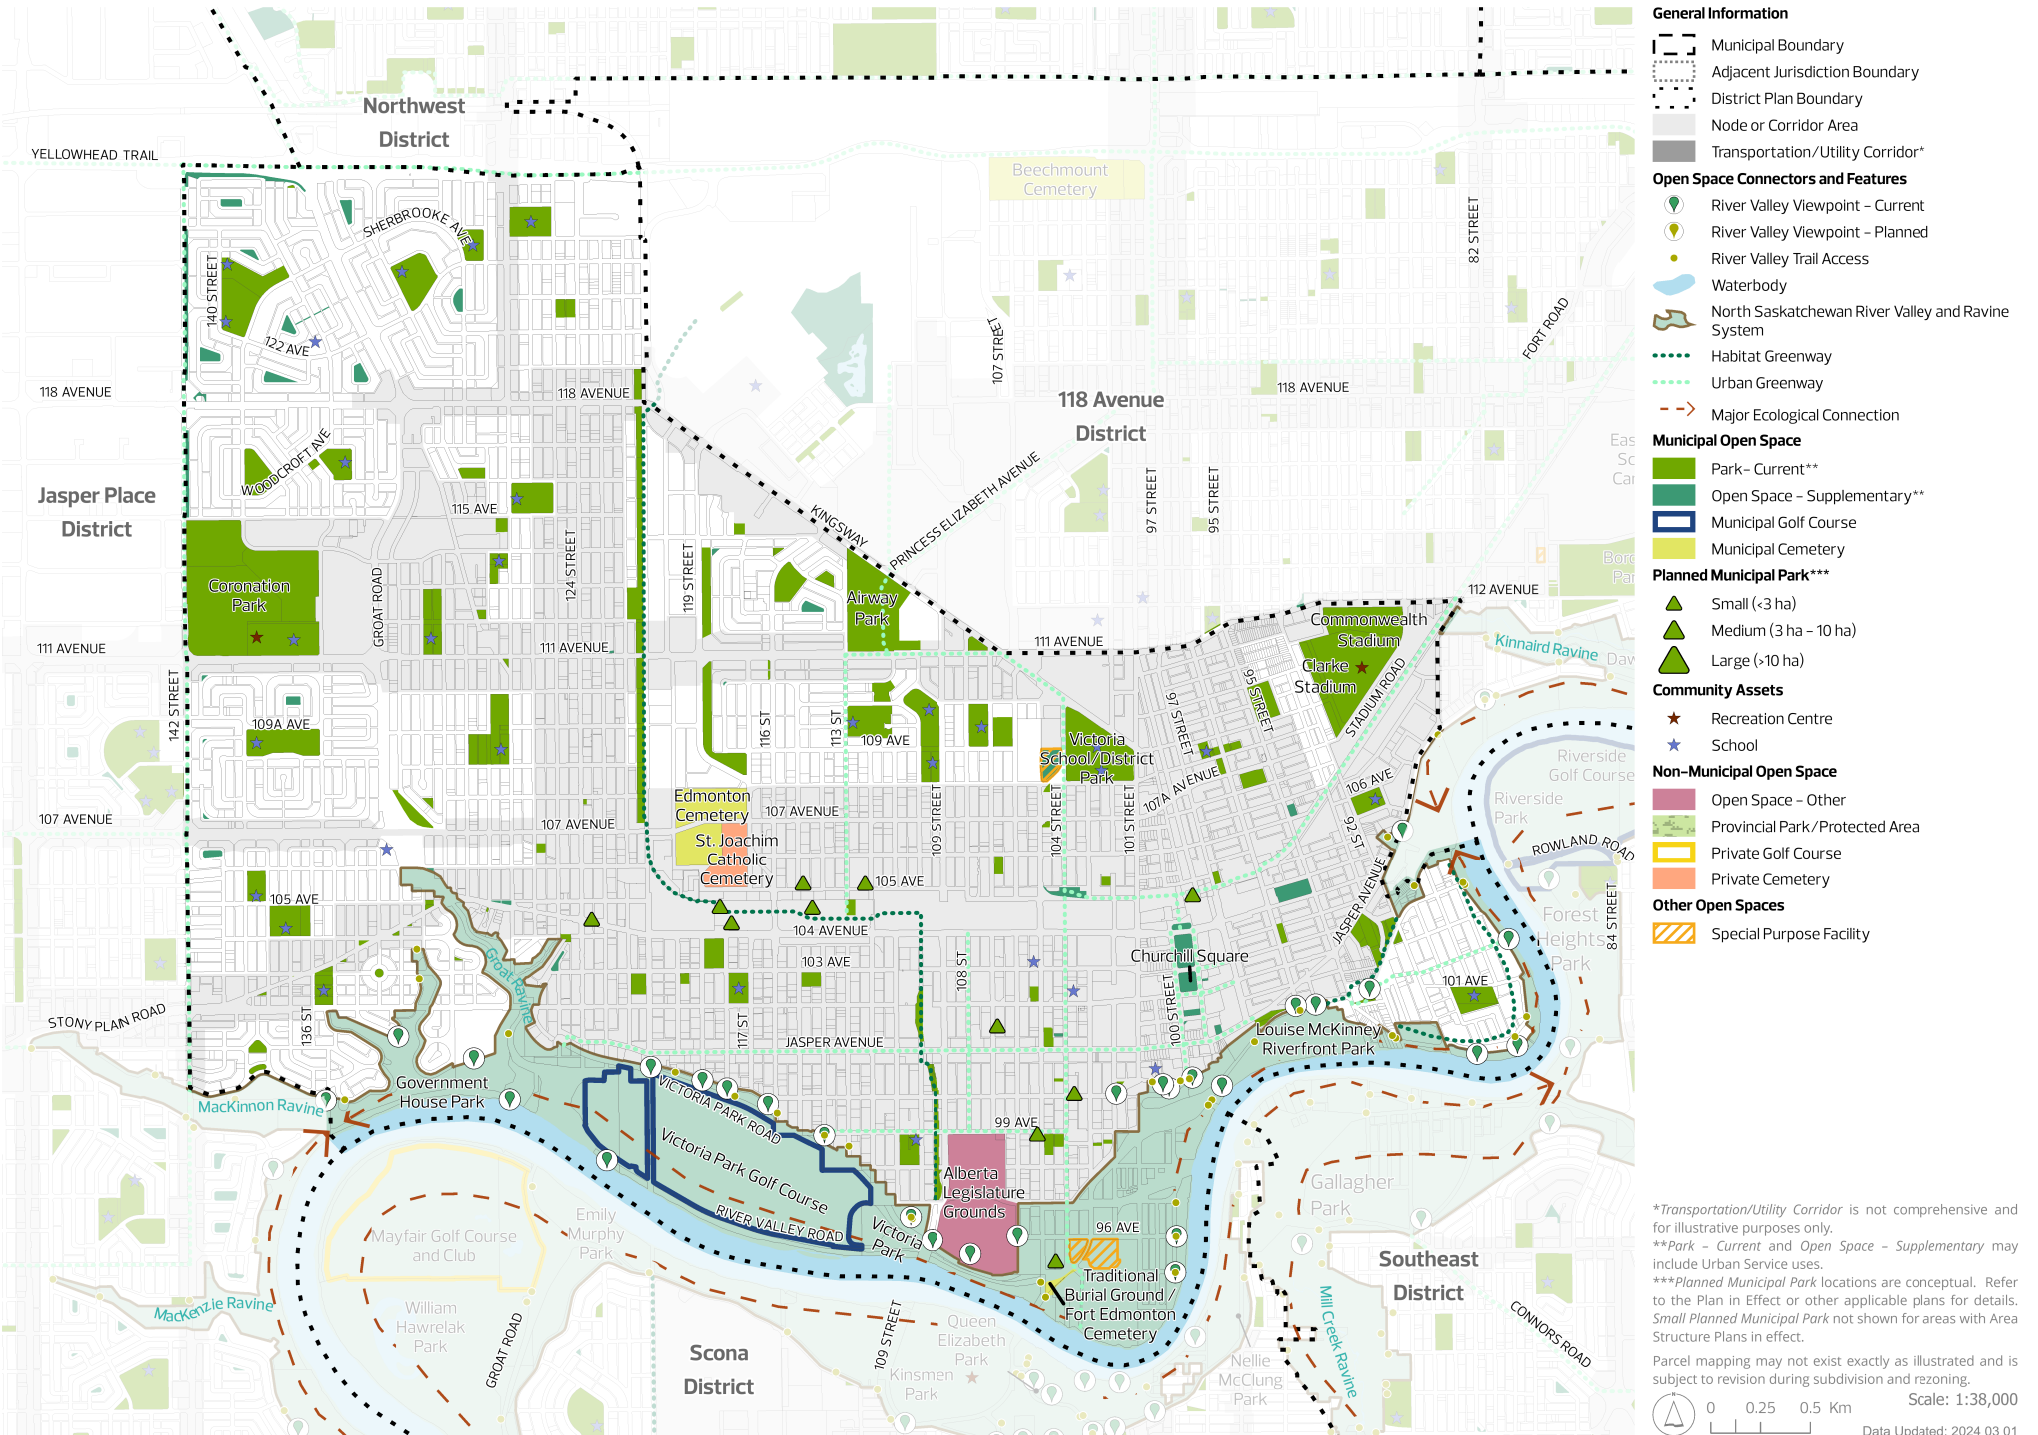 Northwest
District
YELLOWHEAD TRAIL
Beechmount
Cemetery
SHERBROOKE AVE
140 STREET
122 AVE
82 STREET
FORT ROAD
107 STREET
118 AVENUE
118 AVENUE
118 AVENUE
118 Avenue
District
WOODCROFT AVE
Jasper Place
District
115 AVE
KINGSWAY
PRINCESS ELIZABETH AVENUE
97 STREET
95 STREET
124 STREET
119 STREET
Coronation
Park
GROAT ROAD
Airway
Park
112 AVENUE
Commonwealth
Stadium
Clarke
Stadium
Kinnaird Ravine
111 AVENUE
111 AVENUE
111 AVENUE
142 STREET
109A AVE
116 ST
113 ST
109 AVE
97 STREET
95 STREET
STADIUM ROAD
Victoria
School/District
Park
Riverside
Golf Course
Riverside
Park
107A AVENUE
106 AVE
92 ST
ROWLAND ROAD
107 AVENUE
107 AVENUE
107 AVENUE
Edmonton
Cemetery
St. Joachim
Catholic
Cemetery
109 STREET
104 STREET
101 STREET
105 AVE
105 AVE
104 AVENUE
103 AVE
JASPER AVENUE
84 STREET
Forest
Heights
Park
Groat Ravine
108 ST
Churchill Square
100 STREET
101 AVE
STONY PLAIN ROAD
136 ST
117 ST
JASPER AVENUE
Louise McKinney
Riverfront Park
Government
House Park
MacKinnon Ravine
VICTORIA PARK ROAD
Victoria Park Golf Course
RIVER VALLEY ROAD
Victoria
Park
99 AVE
Alberta
Legislature
Grounds
96 AVE
Traditional
Burial Ground /
Fort Edmonton
Cemetery
Gallagher
Park
Mayfair Golf Course
and Club
Emily
Murphy
Park
William
Hawrelak
Park
MacKenzie Ravine
GROAT ROAD
Scona
District
109 STREET
Queen
Elizabeth
Park
Kinsmen
Park
Nellie
McClung
Park
Mill Creek Ravine
Southeast
District
CONNORS ROAD
General Information
Municipal Boundary
Adjacent Jurisdiction Boundary
District Plan Boundary
Node or Corridor Area
Transportation/Utility Corridor*
Open Space Connectors and Features
River Valley Viewpoint - Current
River Valley Viewpoint - Planned
River Valley Trail Access
Waterbody
North Saskatchewan River Valley and Ravine
System
Habitat Greenway
Urban Greenway
Major Ecological Connection
Municipal Open Space
Park- Current**
Open Space - Supplementary**
Municipal Golf Course
Municipal Cemetery
Planned Municipal Park***
Small (<3 ha)
Medium (3 ha - 10 ha)
Large (>10 ha)
Community Assets
Recreation Centre
School
Non-Municipal Open Space
Open Space - Other
Provincial Park/Protected Area
Private Golf Course
Private Cemetery
Other Open Spaces
Special Purpose Facility
*Transportation/Utility Corridor is not comprehensive and
for illustrative purposes only.
**Park - Current and Open Space - Supplementary may
include Urban Service uses.
***Planned Municipal Park locations are conceptual. Refer
to the Plan in Effect or other applicable plans for details.
Small Planned Municipal Park not shown for areas with Area
Structure Plans in effect.
Parcel mapping may not exist exactly as illustrated and is
subject to revision during subdivision and rezoning.
Scale: 1:38,000
0 0.25 0.5 Km
Data Updated: 2024 03 01